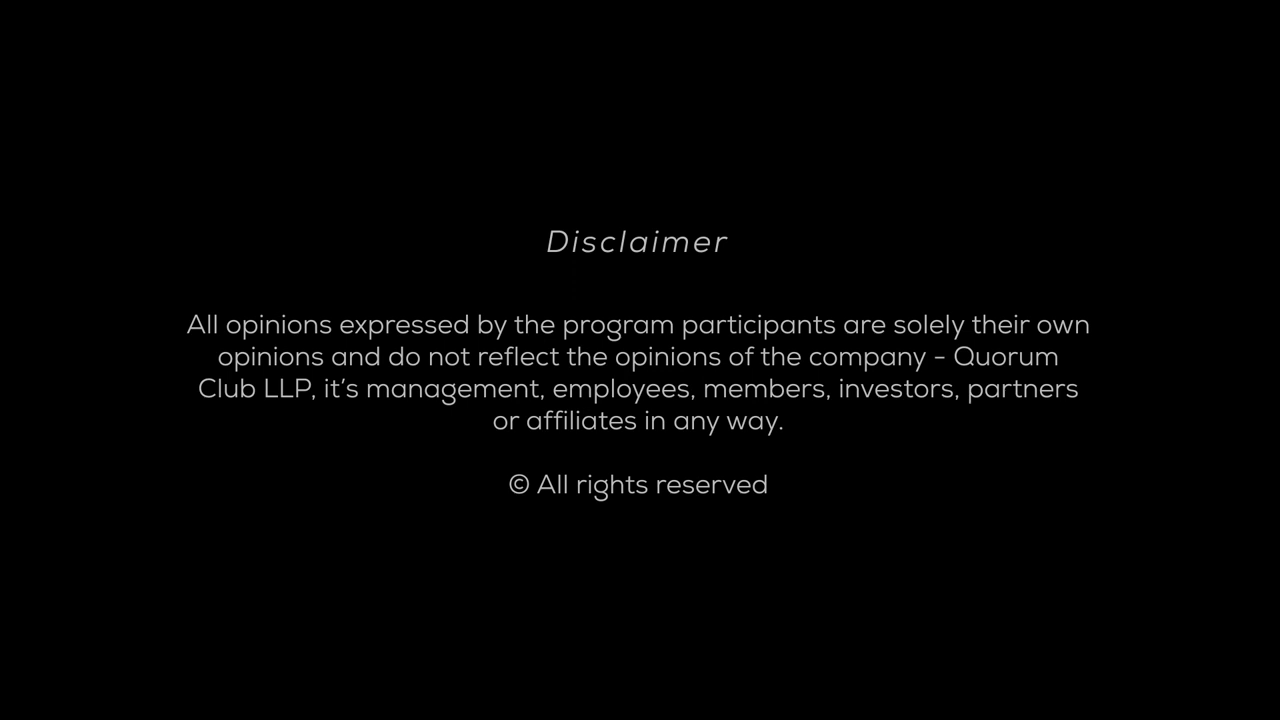 Disclaimer
All opinions expressed by the program participants are solely their own
opinions and do not reflect the opinions of the company - Quorum
Club LLP, it’s management, employees, members, investors, partners
or affiliates in any way.
© All rights reserved